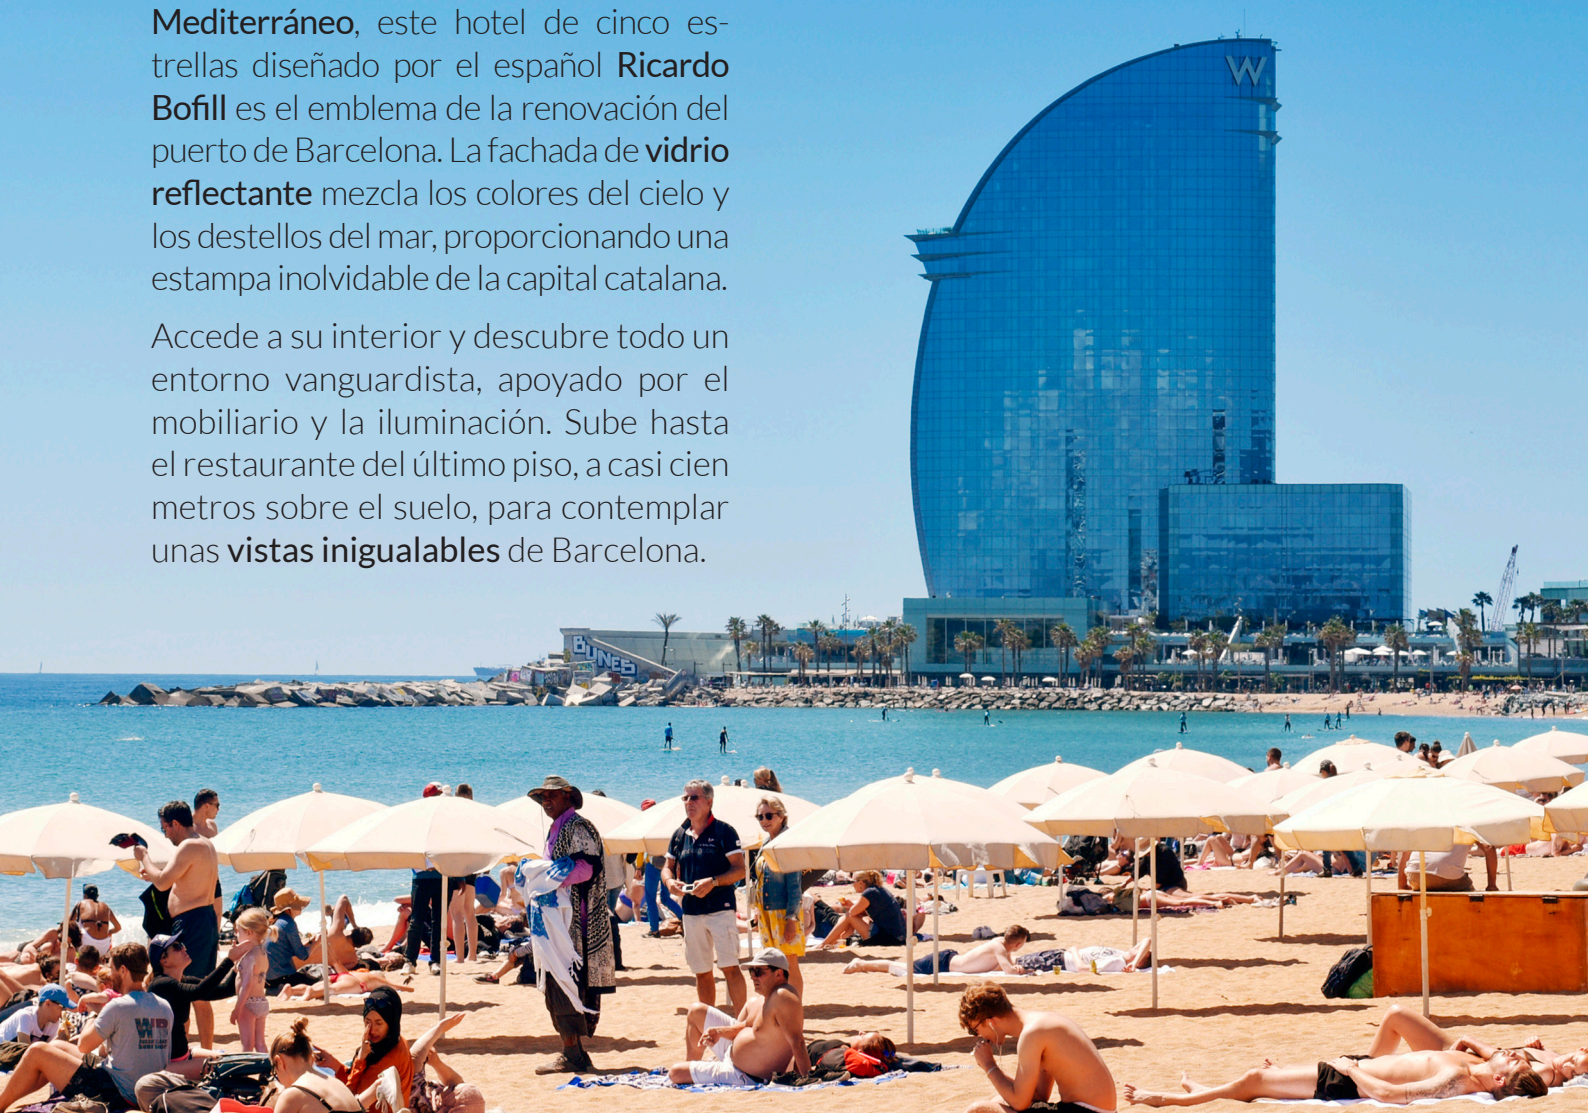 Mediterráneo, este hotel de cinco es-
trellas diseñado por el español Ricardo
Bofill es el emblema de la renovación del
puerto de Barcelona. La fachada de vidrio
reflectante mezcla los colores del cielo y
los destellos del mar, proporcionando una
estampa inolvidable de la capital catalana.
Accede a su interior y descubre todo un
entorno vanguardista, apoyado por el
mobiliario y la iluminación. Sube hasta
el restaurante del último piso, a casi cien
metros sobre el suelo, para contemplar
unas vistas inigualables de Barcelona.
W